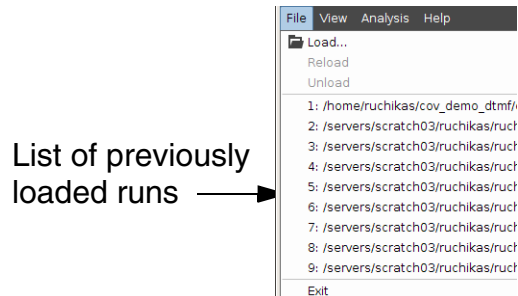 File View Analysis Help
Load...
Reload
Unload
1: /home/ruchikas/cov_demo_dtmf/
2: /servers/scratch03/ruchikas/ruch
3: /servers/scratch03/ruchikas/ruch
4: /servers/scratch03/ruchikas/ruch
List of previously
5: /servers/scratch03/ruchikas/ruch
loaded runs
6: /servers/scratch03/ruchikas/ruch
7: /servers/scratch03/ruchikas/ruch
8: /servers/scratch03/ruchikas/ruch
9: /servers/scratch03/ruchikas/ruch
Exit